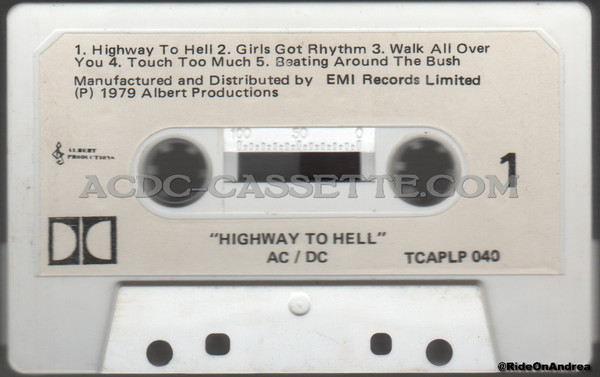 1. Highway To Hell 2. Girls Got Rhythm 3. Walk All Over
You 4. Touch Too Much 5. Beating Around The Bush
Manufactured and Distributed by EMI Records Limited
(P) 1979 Albert Productions
100 50 0
ALBERT
PRODUCTIONS
1
ACDC-CASSETTE.COM
"HIGHWAY TO HELL"
AC / DC
TCAPLP 040
@RideOnAndrea